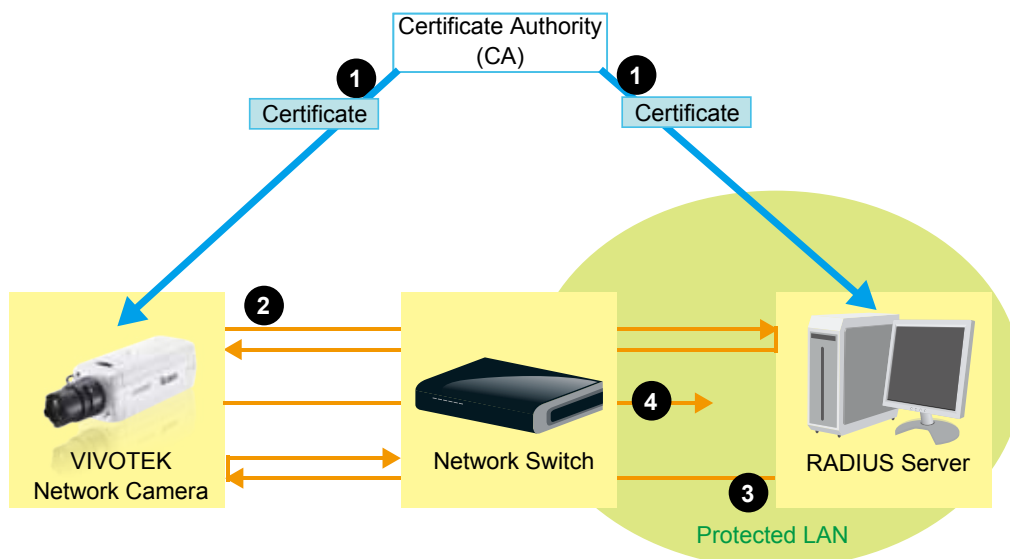 Certificate Authority
(CA)
1
1
Certificate
Certificate
2
4
VIVOTEK
Network Camera
Network Switch
RADIUS Server
3
Protected LAN